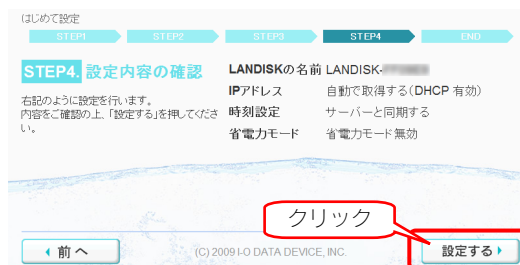 はじめて設定
STEP1 STEP2 STEP3 STEP4 END
STEP4. 設定内容の確認
右記のように設定を行います。
内容をご確認の上、「設定する」を押してくださ
い。
LANDISKの名前 LANDISK-
IPアドレス 自動で取得する(DHCP 有効)
時刻設定 サーバーと同期する
省電力モード 省電力モード無効
クリック
前へ
(C) 2009 I-O DATA DEVICE, INC.
設定する